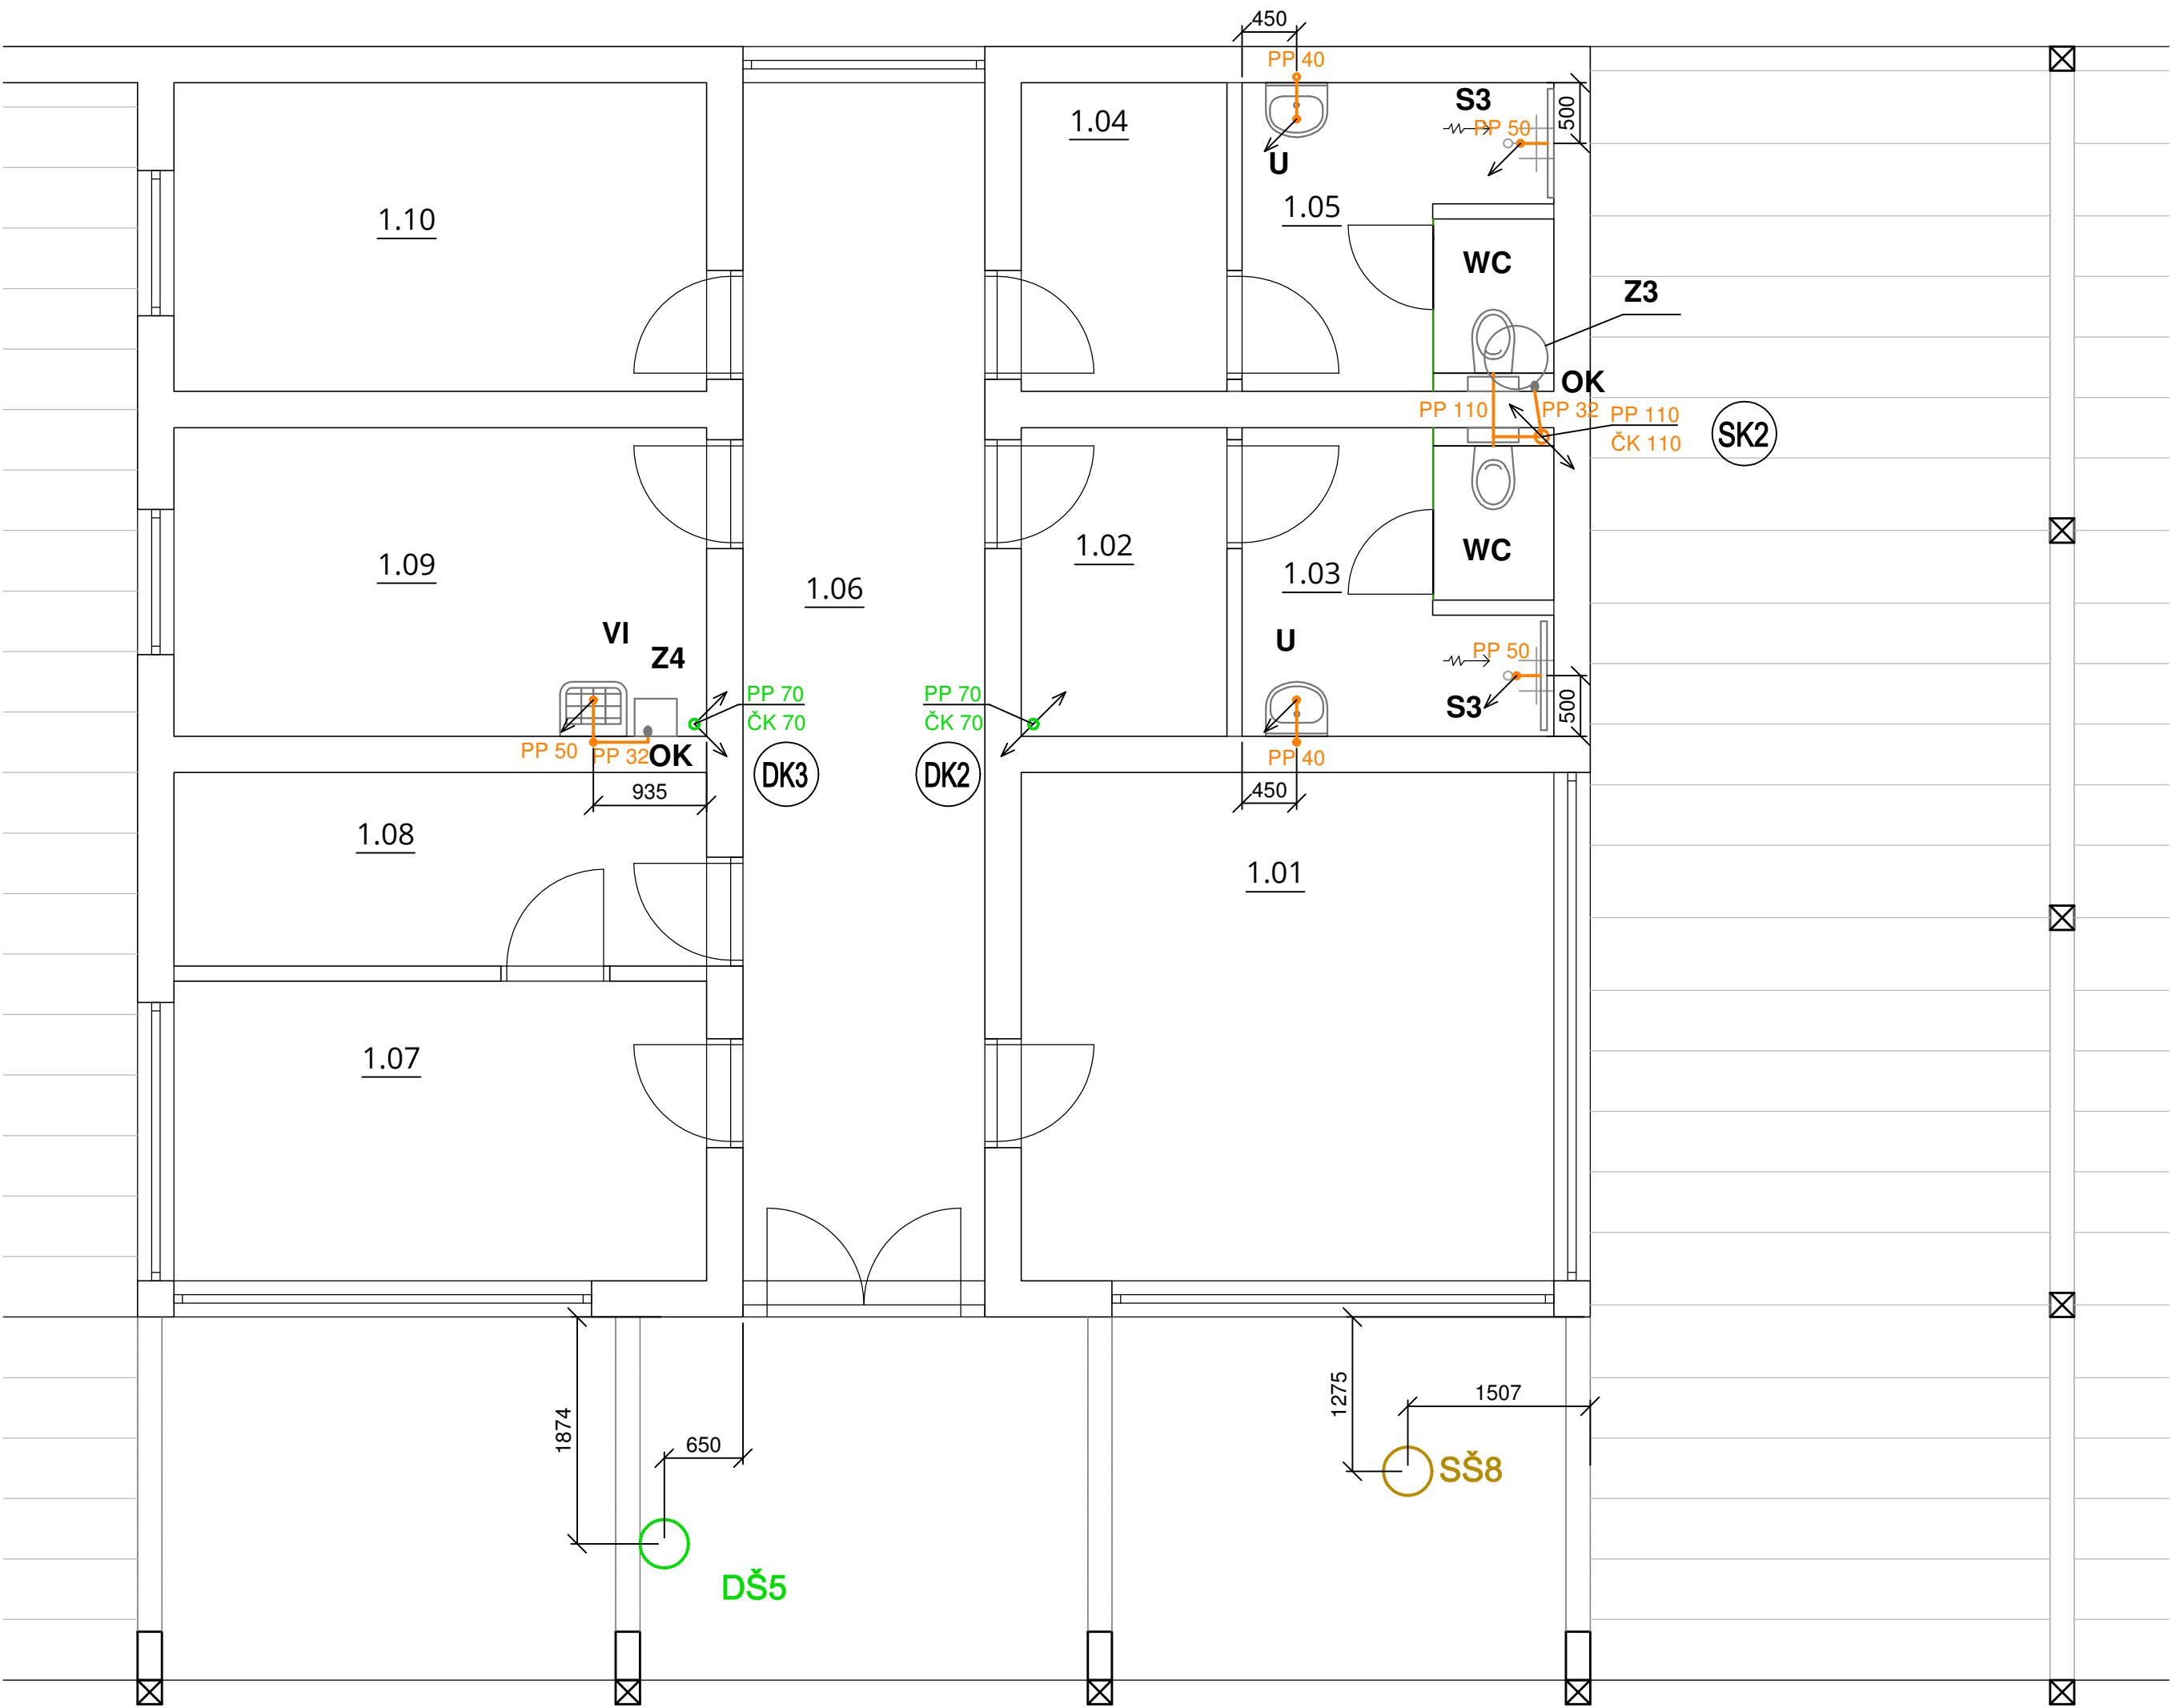 450
PP 40
S3
PP 50
500
1.04
U
1.05
1.10
WC
Z3
OK
PP 110
PP 32
PP 110
ČK 110
SK2
1.09
1.06
1.02
1.03
WC
VI
Z4
U
PP 50
S3
500
PP 70
ČK 70
PP 70
ČK 70
PP 50
PP 32
OK
PP 40
DK3
DK2
935
450
1.08
1.01
1.07
1874
650
1275
1507
SŠ8
DŠ5